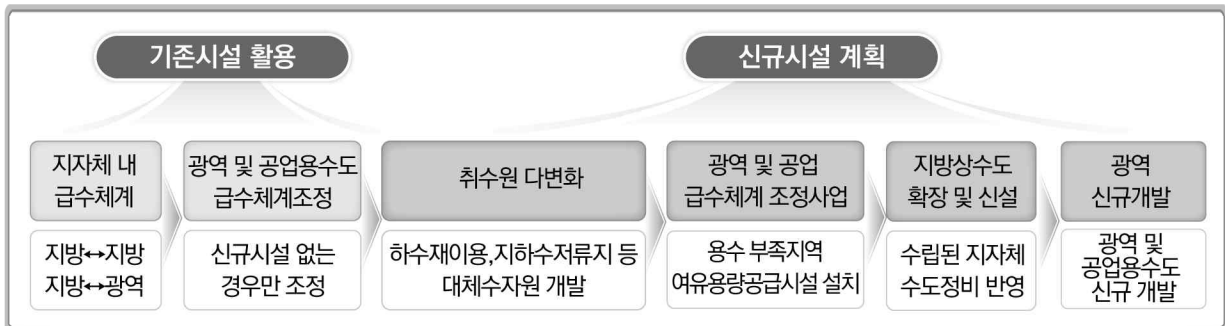 기존시설 활용
신규시설 계획
지자체 내
급수체계
지방↔지방
지방↔광역
광역 및 공업용수도
급수체계조정
신규시설 없는
경우만 조정
취수원 다변화
하수재이용,지하수저류지 등
대체수자원 개발
광역 및 공업
급수체계 조정사업
용수 부족지역
여유용량공급시설 설치
지방상수도
확장 및 신설
수립된 지자체
수도정비 반영
광역
신규개발
광역 및
공업용수도
신규 개발